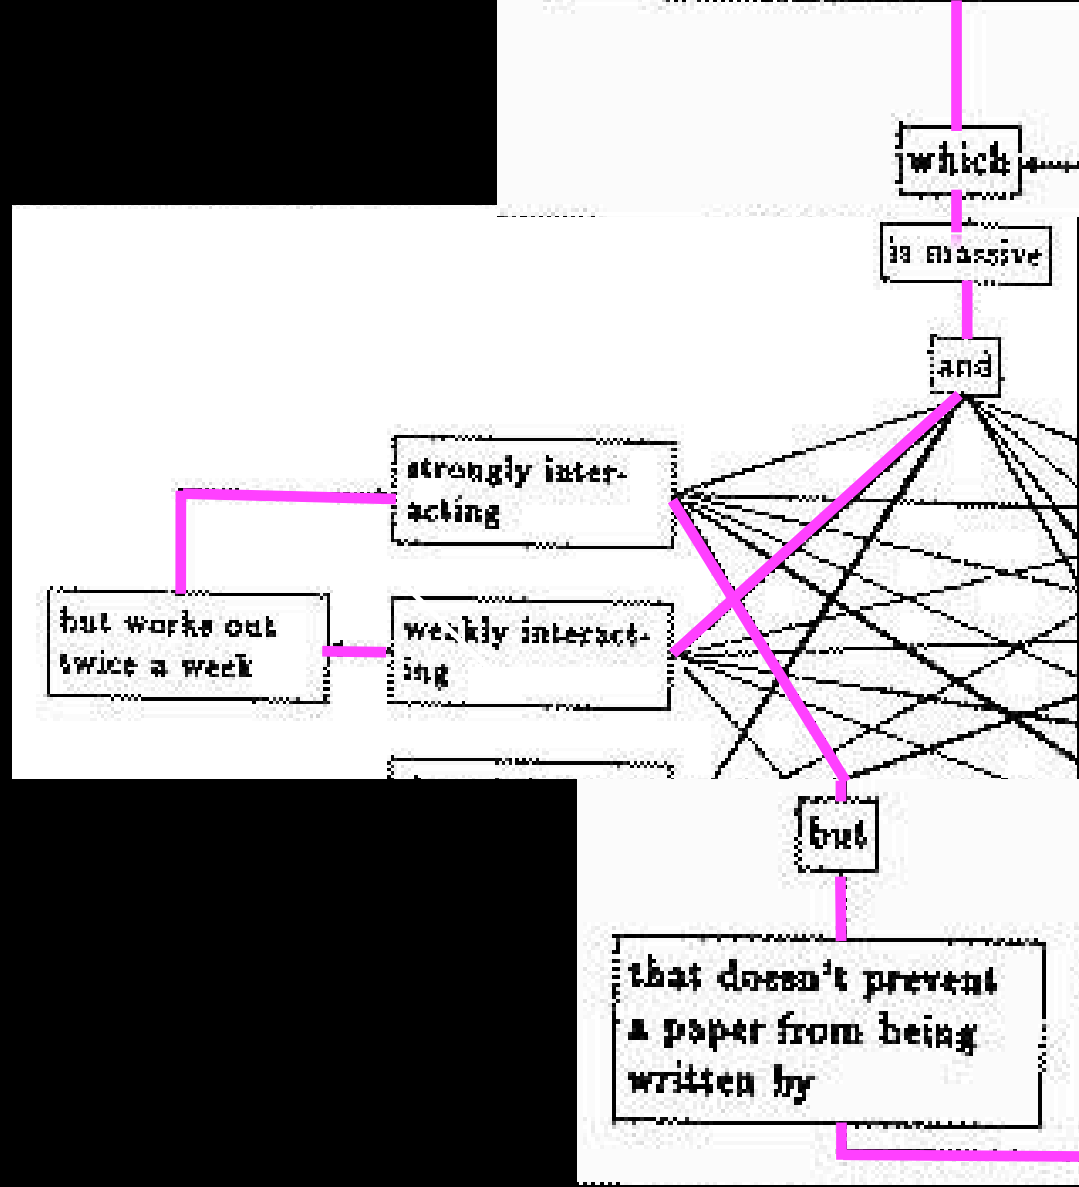 which
is massive
and
strongly inter-
acting
but works out
twice a week
weekly interact-
ing
but
that doesn't prevent
a paper from being
written by